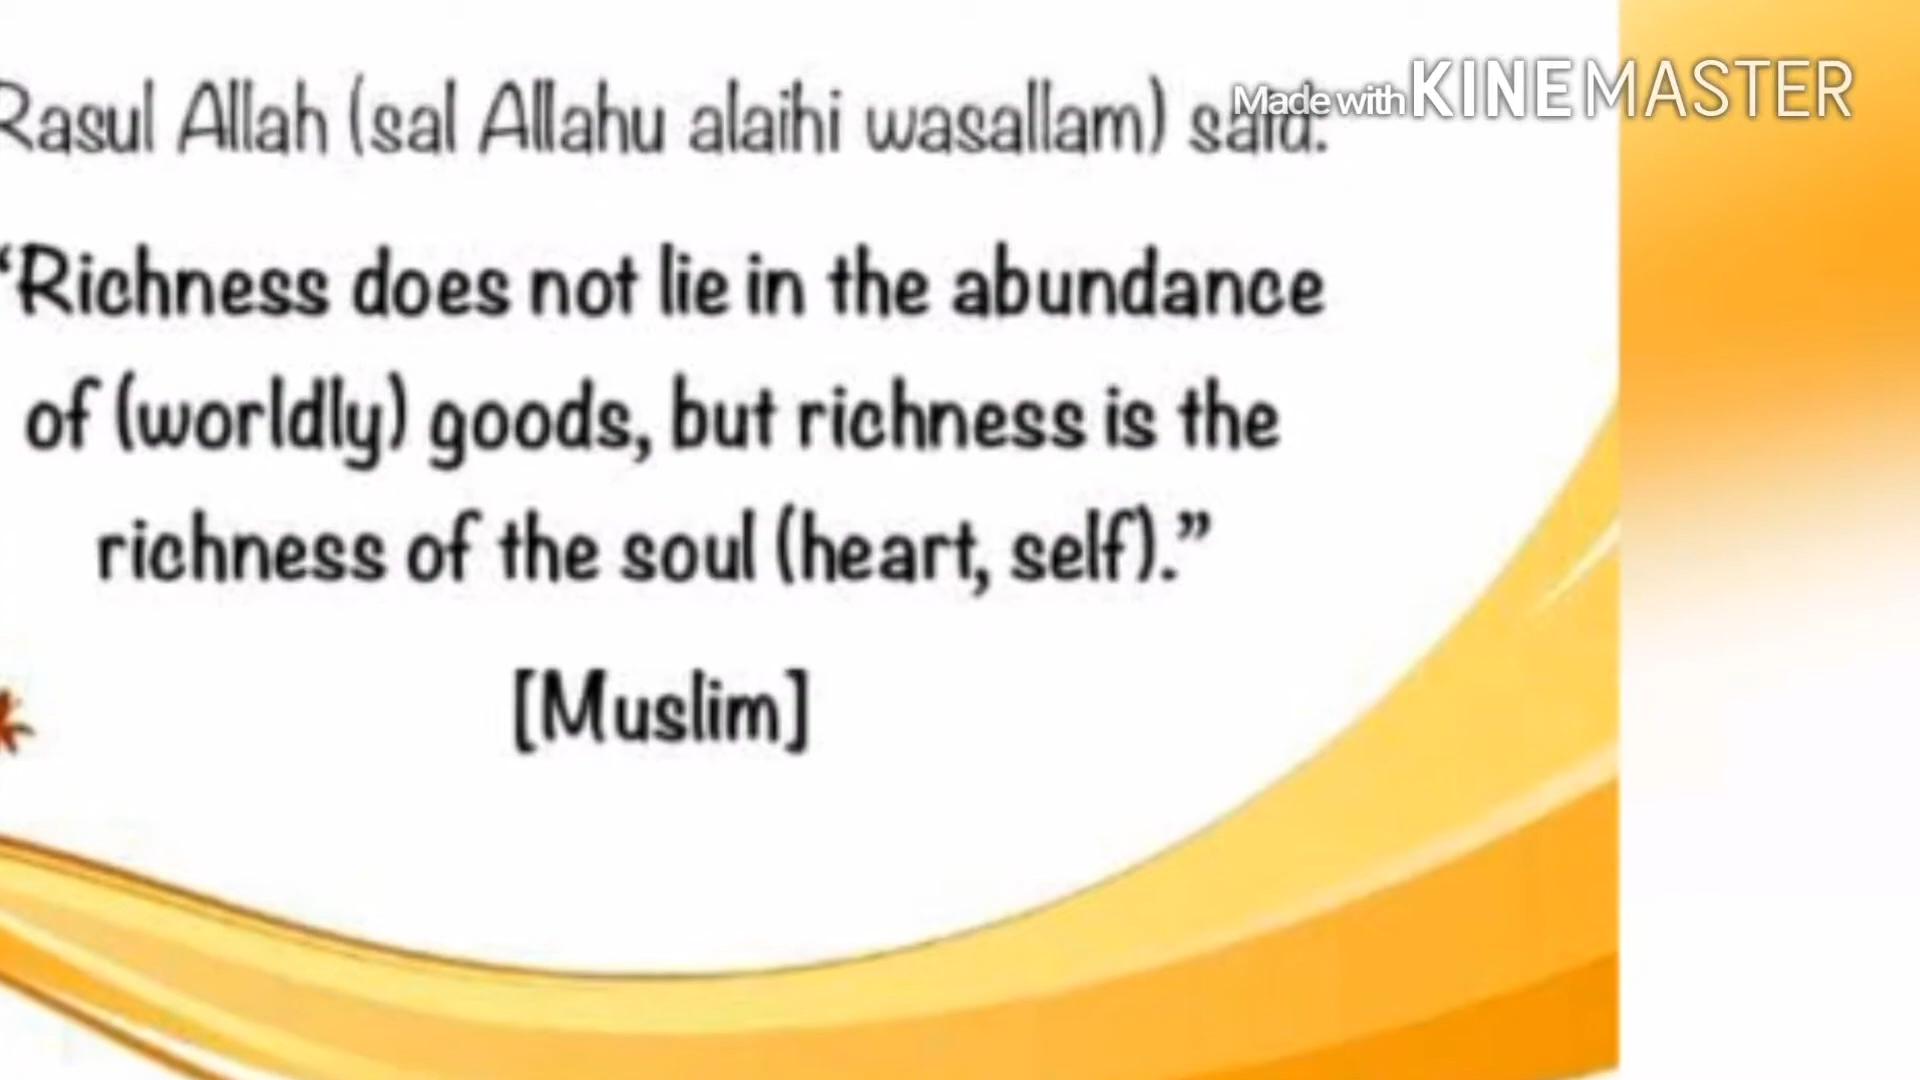 Rasul Allah (sal Allahu alaihi wasallam) said:
Made with KINEMASTER
“Richness does not lie in the abundance
of (worldly) goods, but richness is the
richness of the soul (heart, self).”
[Muslim]